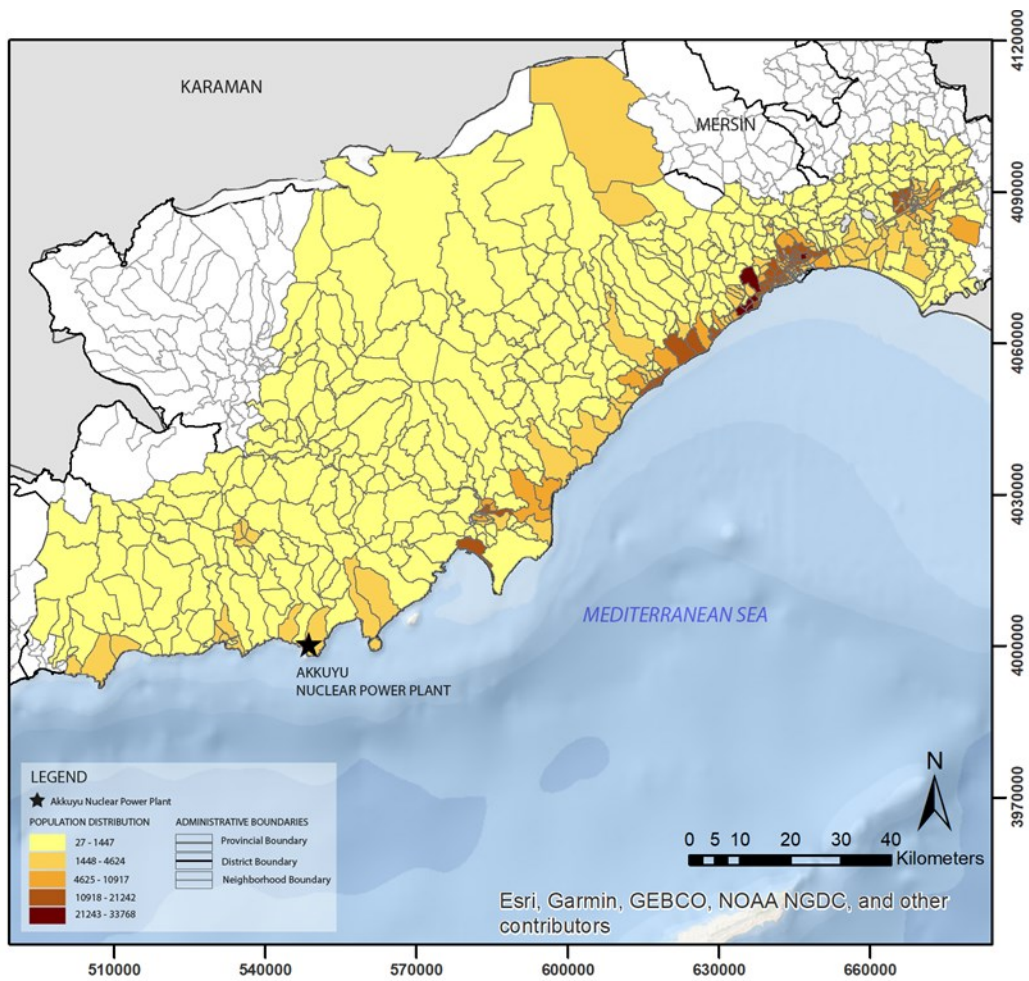 KARAMAN
MERSİN
4120000
4090000
4060000
4030000
4000000
3970000
MEDITERRANEAN SEA
AKKUYU
NUCLEAR POWER PLANT
N
LEGEND
Akkuyu Nuclear Power Plant
POPULATION DISTRIBUTION
27 - 1447
1448 - 4624
4625 - 10917
10918 - 21242
21243 - 33768
ADMINISTRATIVE BOUNDARIES
Provincial Boundary
District Boundary
Neighborhood Boundary
0 5 10 20 30 40
Kilometers
Esri, Garmin, GEBCO, NOAA NGDC, and other
contributors
510000 540000 570000 600000 630000 660000